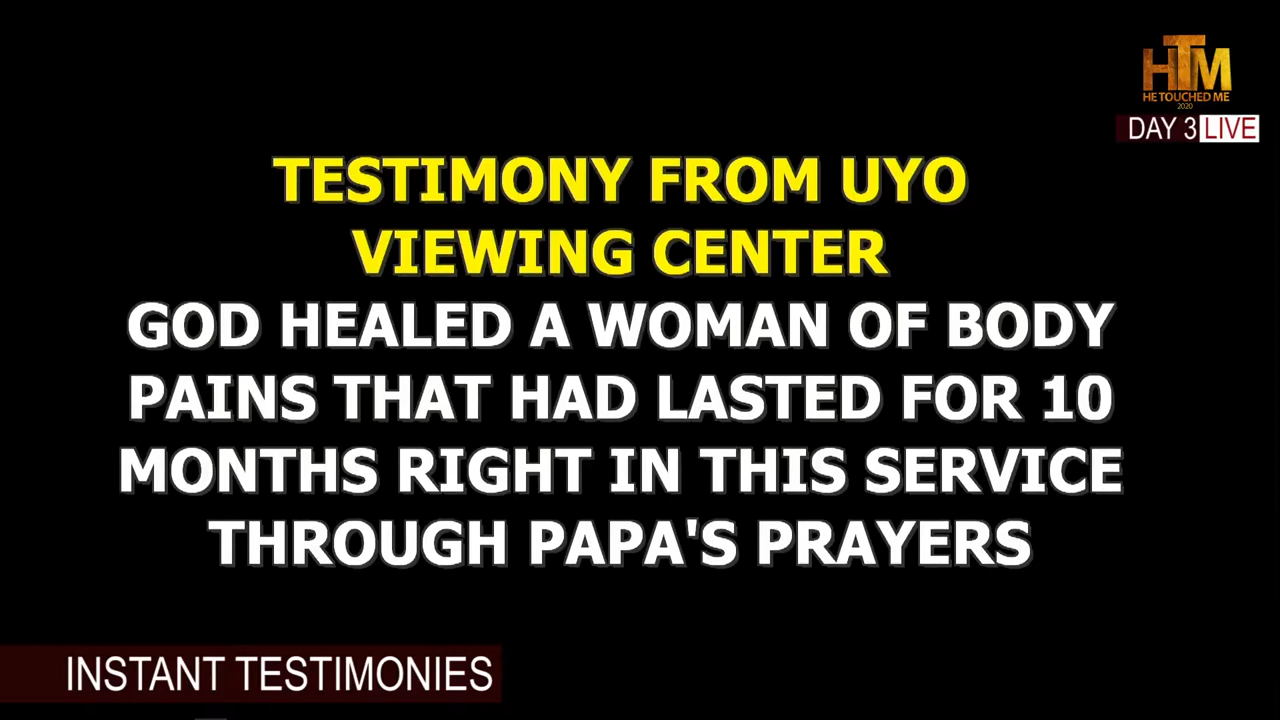 HTM
HE TOUCHED ME
2020
DAY 3 LIVE
TESTIMONY FROM UYO
VIEWING CENTER
GOD HEALED A WOMAN OF BODY
PAINS THAT HAD LASTED FOR 10
MONTHS RIGHT IN THIS SERVICE
THROUGH PAPA'S PRAYERS
INSTANT TESTIMONIES